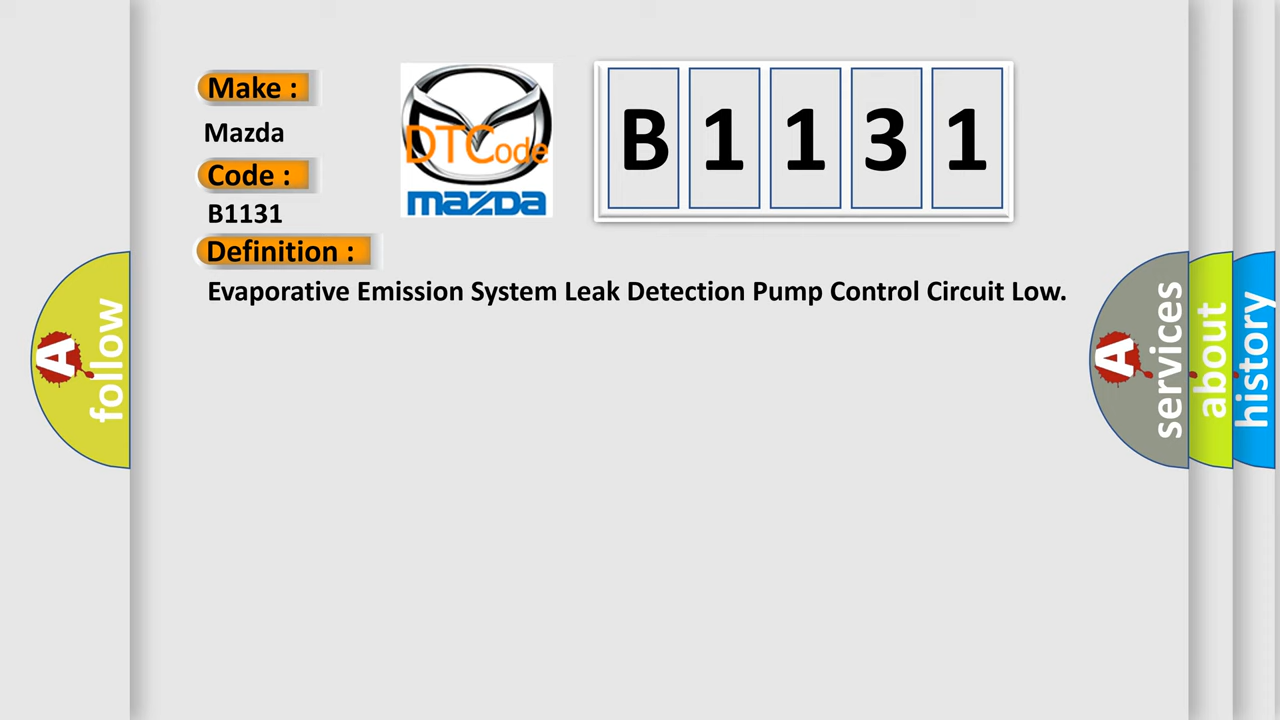 Make :
Mazda
Code :
B1131
Definition :
Evaporative Emission System Leak Detection Pump Control Circuit Low.
DTCode
mazda
B 1 1 3 1
A follow
A services
about
history